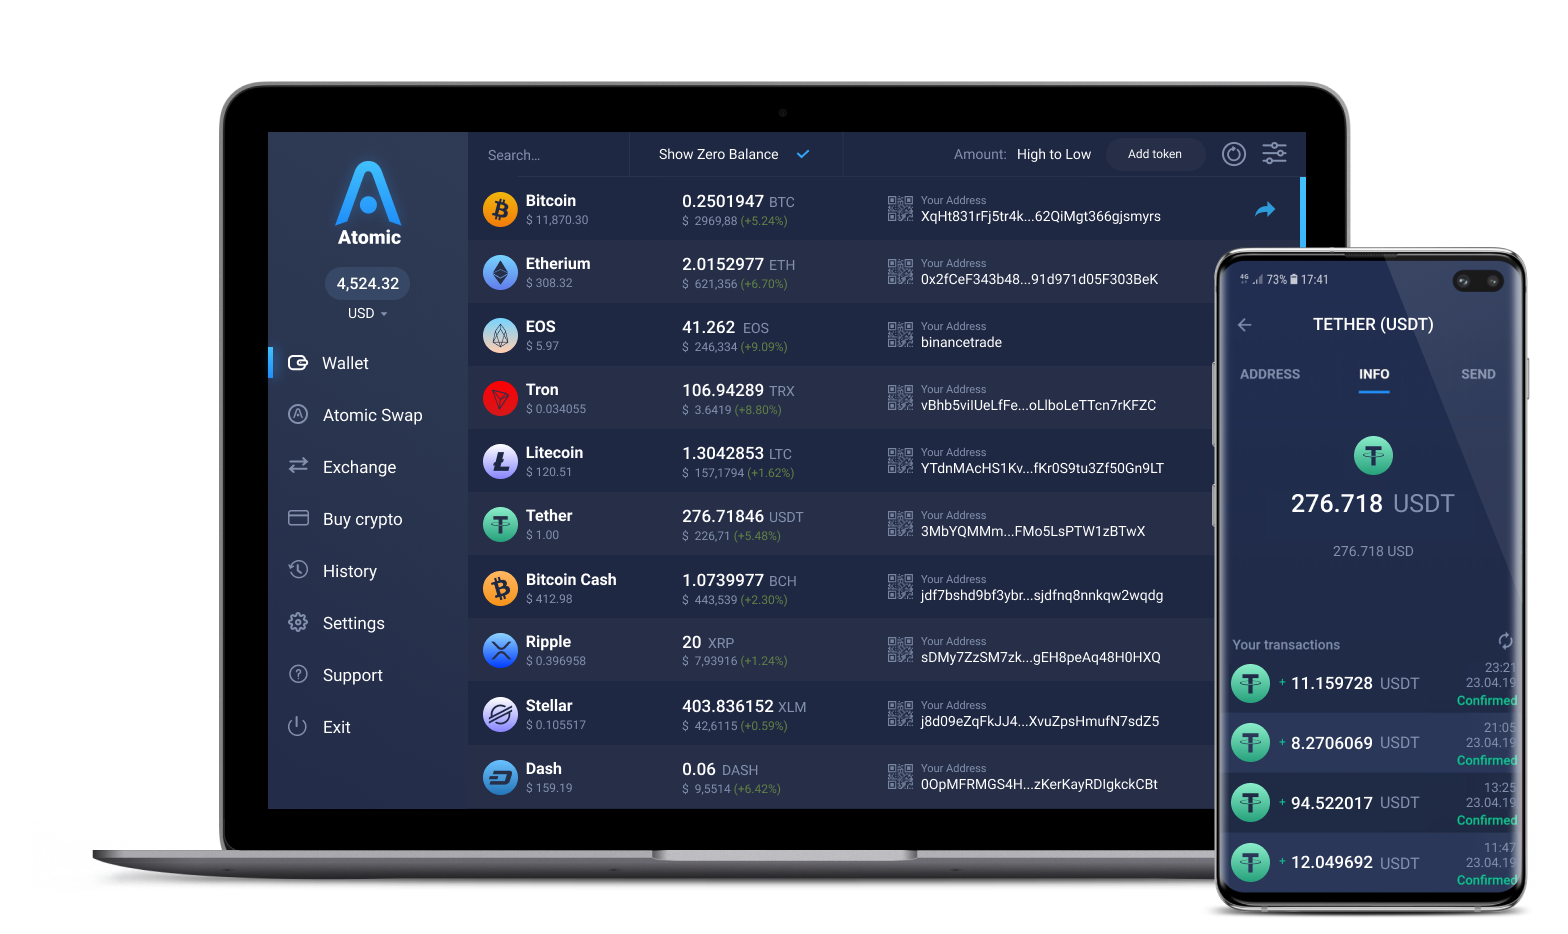 Atomic
4,524.32
USD
Wallet
Atomic Swap
Exchange
Buy crypto
History
Settings
Support
Exit
Search...
Show Zero Balance
Amount: High to Low
Add token
Bitcoin
$ 11,870.30
0.2501947 BTC
$ 2969,88 (+5.24%)
Your Address
XqHt831rFj5tr4k...62QiMgt366gjsmyrs
Etherium
$ 308.32
2.0152977 ETH
$ 621,356 (+6.70%)
Your Address
0x2fCeF343b48...91d971d05F303BeK
EOS
$ 5.97
41.262 EOS
$ 246,334 (+9.09%)
Your Address
binancetrade
Tron
$ 0.034055
106.94289 TRX
$ 3.6419 (+8.80%)
Your Address
vBhb5viIUeLfFe...oLlboLeTTcn7rKFZC
Litecoin
$ 120.51
1.3042853 LTC
$ 157,1794 (+1.62%)
Your Address
YTdnMAcHS1Kv...fKr0S9tu3Zf50Gn9LT
Tether
$ 1.00
276.71846 USDT
$ 226,71 (+5.48%)
Your Address
3MbYQMMm...FMo5LsPTW1zBTwX
Bitcoin Cash
$ 412.98
1.0739977 BCH
$ 443,539 (+2.30%)
Your Address
jdf7bshd9bf3ybr...sjdfnq8nnkqw2wqdg
Ripple
$ 0.396958
20 XRP
$ 7,93916 (+1.24%)
Your Address
sDMy7ZzSM7zk...gEH8peAq48H0HXQ
Stellar
$ 0.105517
403.836152 XLM
$ 42,6115 (+0.59%)
Your Address
j8d09eZqFkJJ4...XvuZpsHmufN7sdZ5
Dash
$ 159.19
0.06 DASH
$ 9,5514 (+6.42%)
Your Address
0OpMFRMGS4H...zKerKayRDIgkckCBt
4G 73% 17:41
TETHER (USDT)
ADDRESS INFO SEND
276.718 USDT
276.718 USD
Your transactions
+ 11.159728 USDT
23:21
23.04.19
Confirmed
+ 8.2706069 USDT
21:05
23.04.19
Confirmed
+ 94.522017 USDT
13:25
23.04.19
Confirmed
+ 12.049692 USDT
11:47
23.04.19
Confirmed